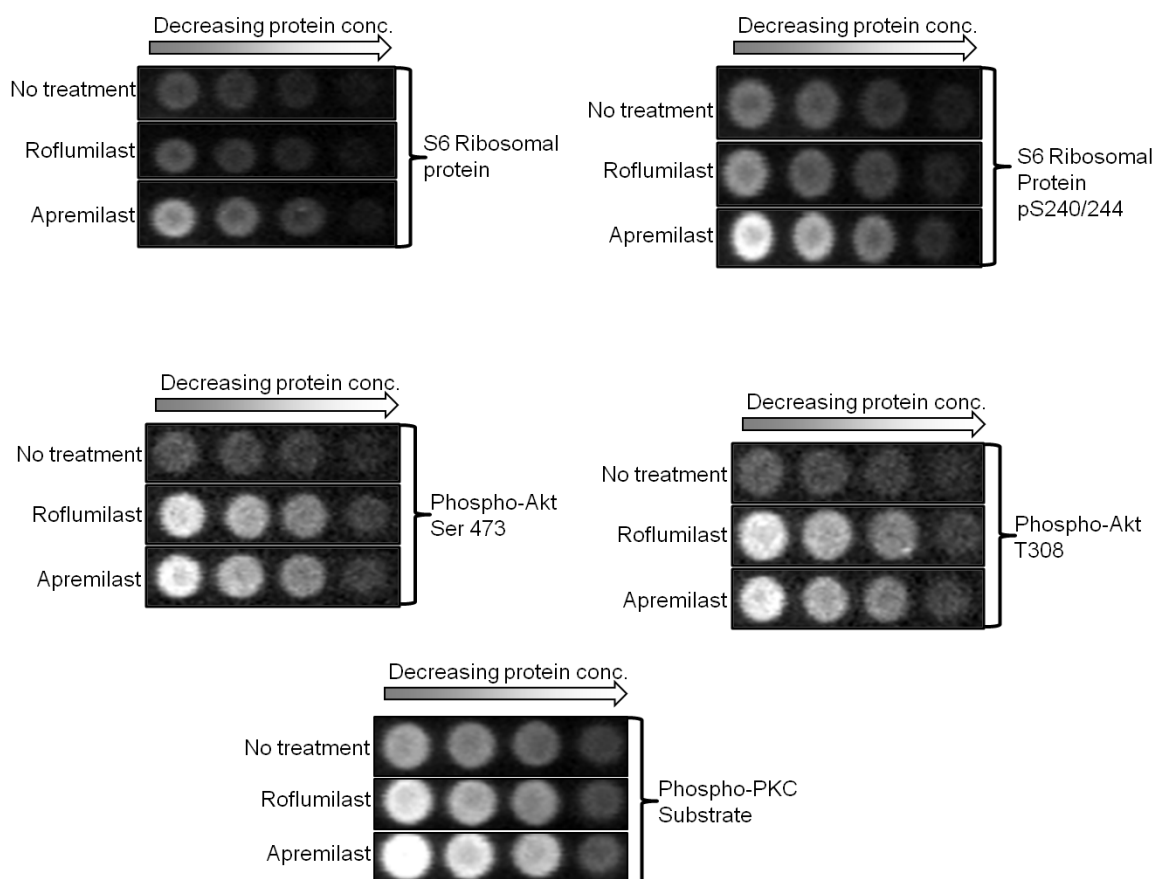 Decreasing protein conc.
No treatment
Roflumilast
Apremilast
S6 Ribosomal
protein
Decreasing protein conc.
No treatment
Roflumilast
Apremilast
S6 Ribosomal
Protein
pS240/244
Decreasing protein conc.
No treatment
Roflumilast
Apremilast
Phospho-Akt
Ser 473
Decreasing protein conc.
No treatment
Roflumilast
Apremilast
Phospho-Akt
T308
Decreasing protein conc.
No treatment
Roflumilast
Apremilast
Phospho-PKC
Substrate